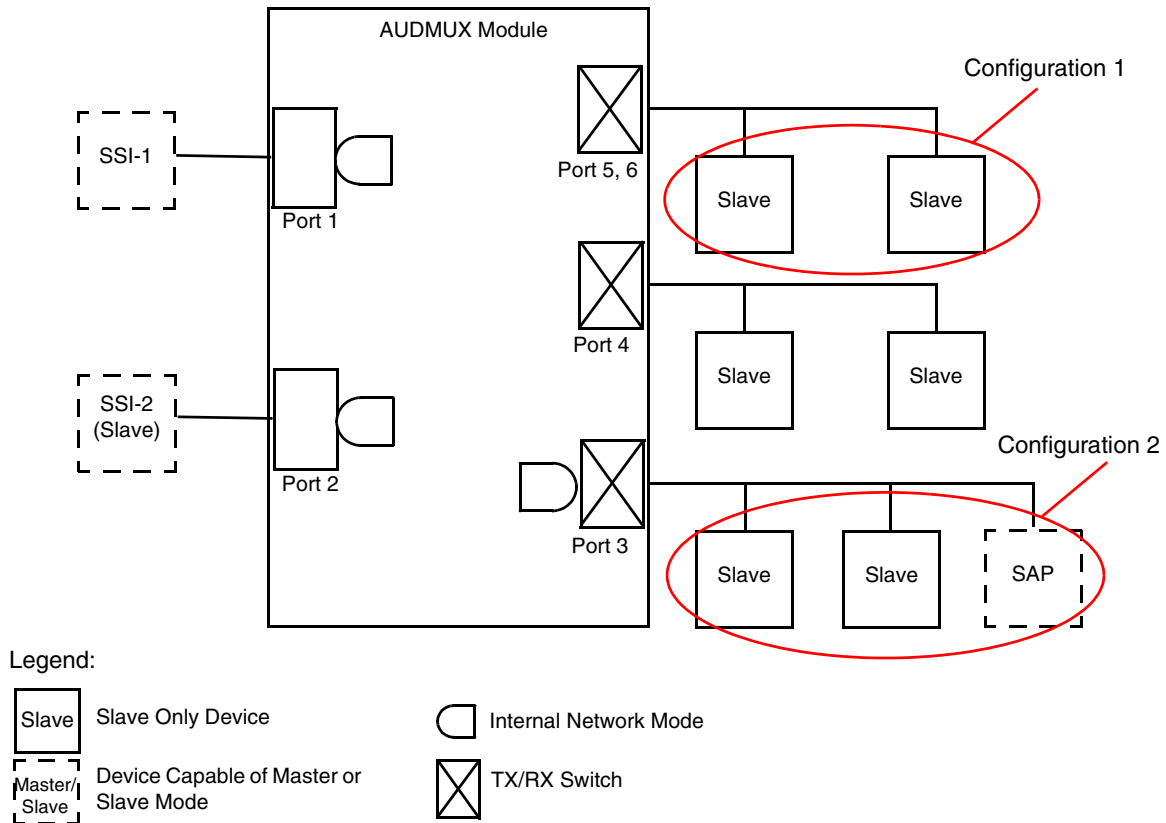 AUDMUX Module
Configuration 1
SSI-1
Port 1
Port 5, 6
Slave
Slave
Port 4
Slave
Slave
SSI-2
(Slave)
Port 2
Configuration 2
Port 3
Slave
Slave
SAP
Legend:
Slave
Slave Only Device
Internal Network Mode
Master/
Slave
Device Capable of Master or
Slave Mode
TX/RX Switch